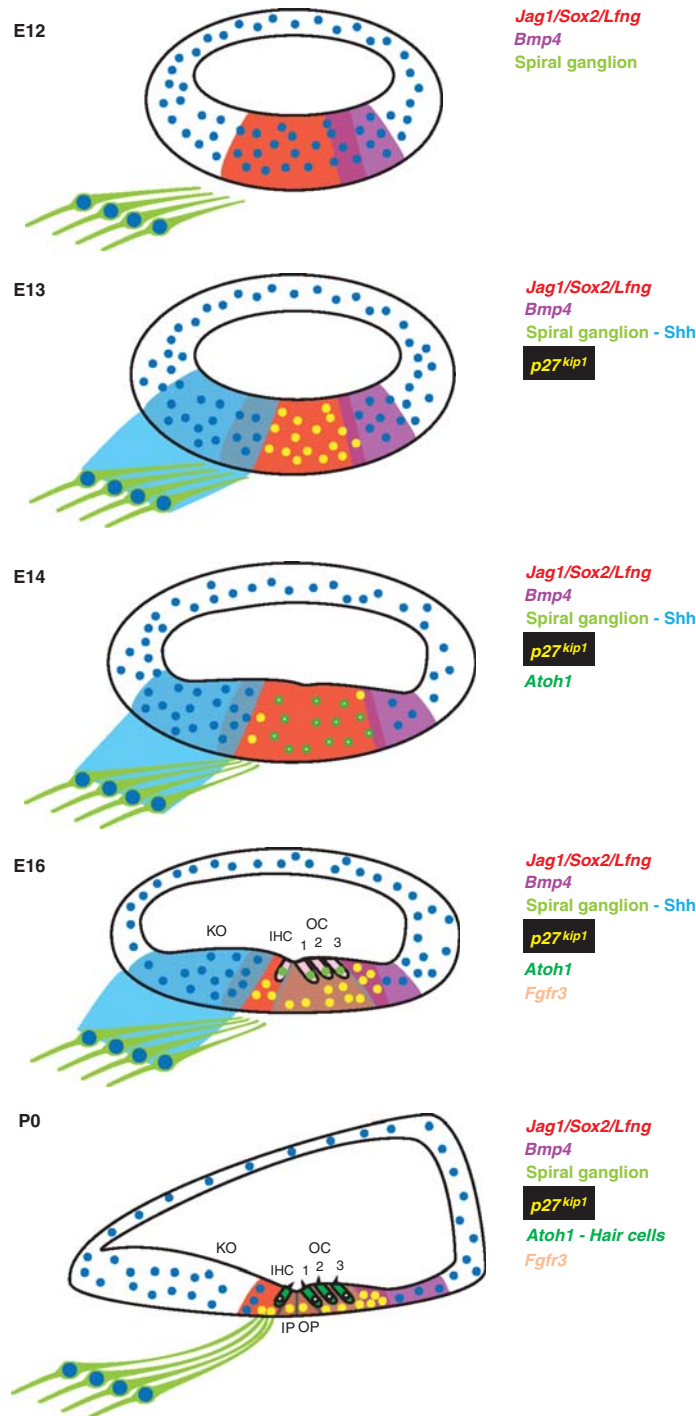 E12
Jag1/Sox2/Lfng
Bmp4
Spiral ganglion
E13
Jag1/Sox2/Lfng
Bmp4
Spiral ganglion - Shh
p27kip1
E14
Jag1/Sox2/Lfng
Bmp4
Spiral ganglion - Shh
p27kip1
Atoh1
E16
KO
IHC
OC
1 2 3
Jag1/Sox2/Lfng
Bmp4
Spiral ganglion - Shh
p27kip1
Atoh1
Fgfr3
P0
KO
OC
IHC 1 2 3
IP OP
Jag1/Sox2/Lfng
Bmp4
Spiral ganglion
p27kip1
Atoh1 - Hair cells
Fgfr3